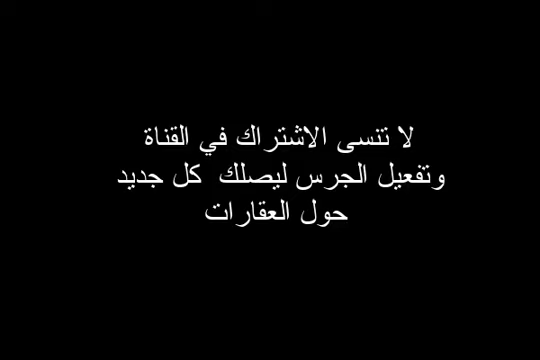 لا تنسى الاشتراك في القناة
وتفعيل الجرس ليصلك كل جديد
حول العقارات